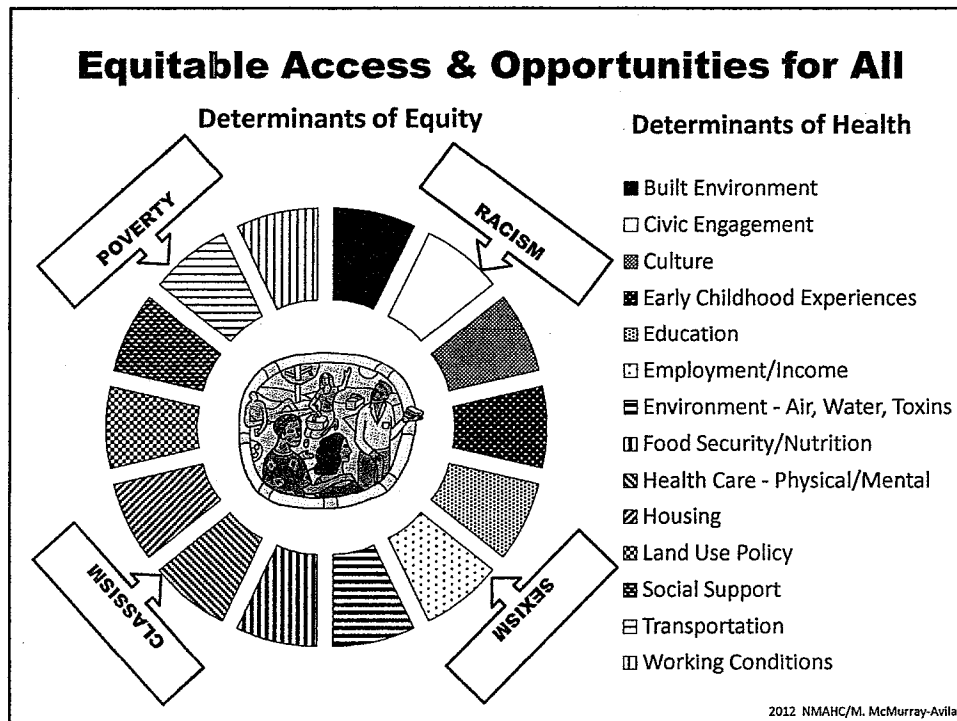 Equitable Access & Opportunities for All
Determinants of Equity
POVERTY
RACISM
CLASSISM
SEXISM
Determinants of Health
Built Environment
Civic Engagement
Culture
Early Childhood Experiences
Education
Employment/Income
Environment - Air, Water, Toxins
Food Security/Nutrition
Health Care - Physical/Mental
Housing
Land Use Policy
Social Support
Transportation
Working Conditions
2012 NMAHC/M. McMurray-Avila